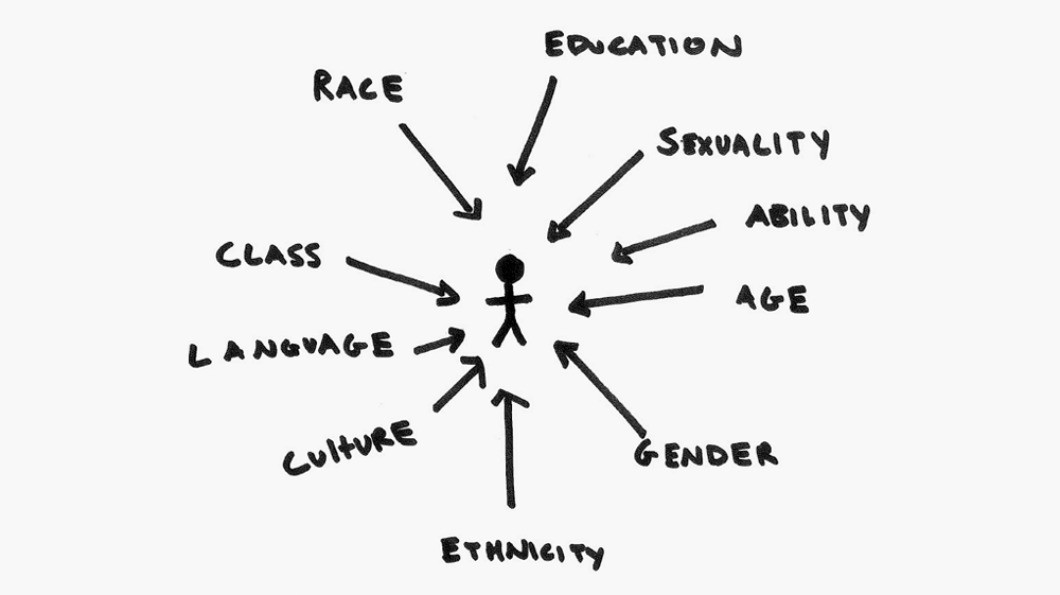 EDUCATION
RACE
SEXUALITY
ABILITY
CLASS
AGE
LANGUAGE
CULTURE
GENDER
ETHNICITY